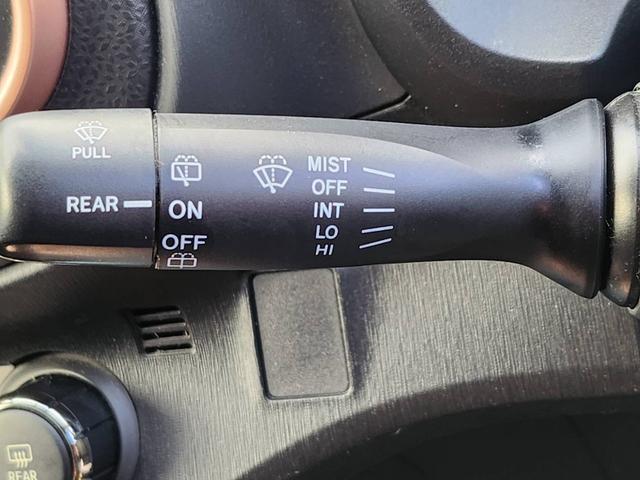 PULL
REAR
ON
OFF
MIST
OFF
INT
LO
HI
REAR